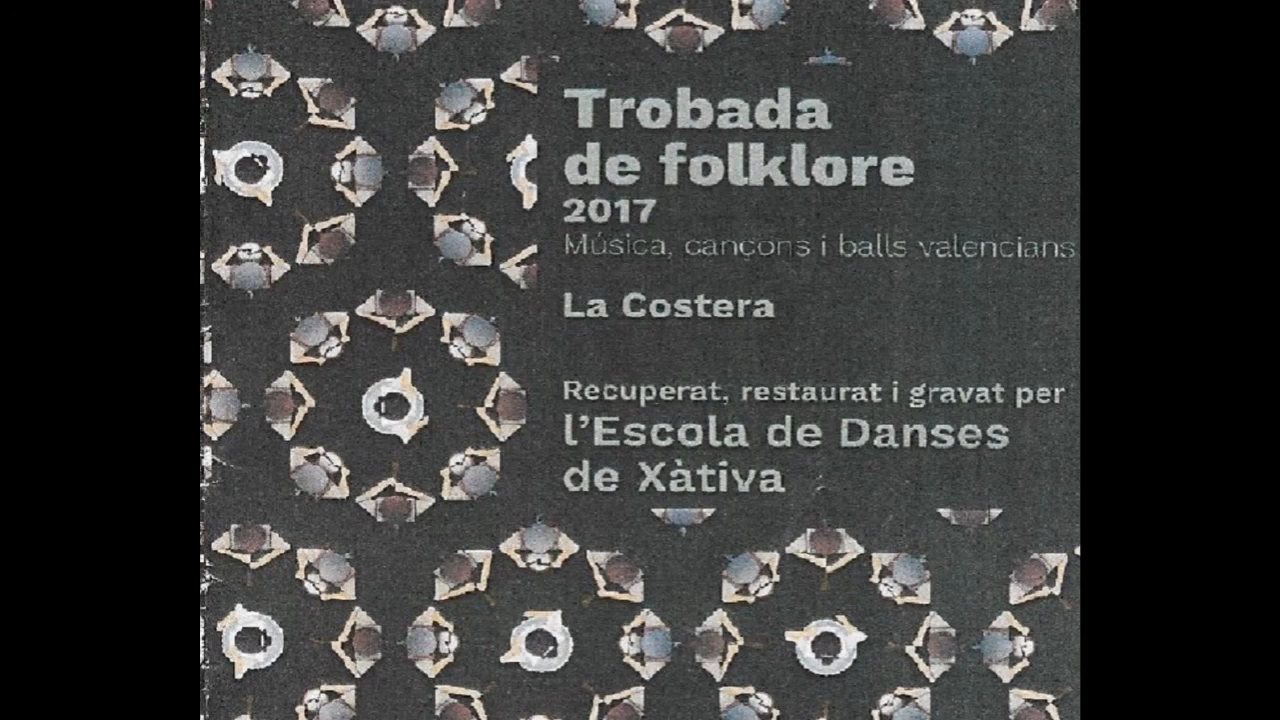 Trobada
de folklore
2017
Música, cançons i balls valencians
La Costera
Recuperat, restaurat i gravat per
l'Escola de Danses
de Xàtiva